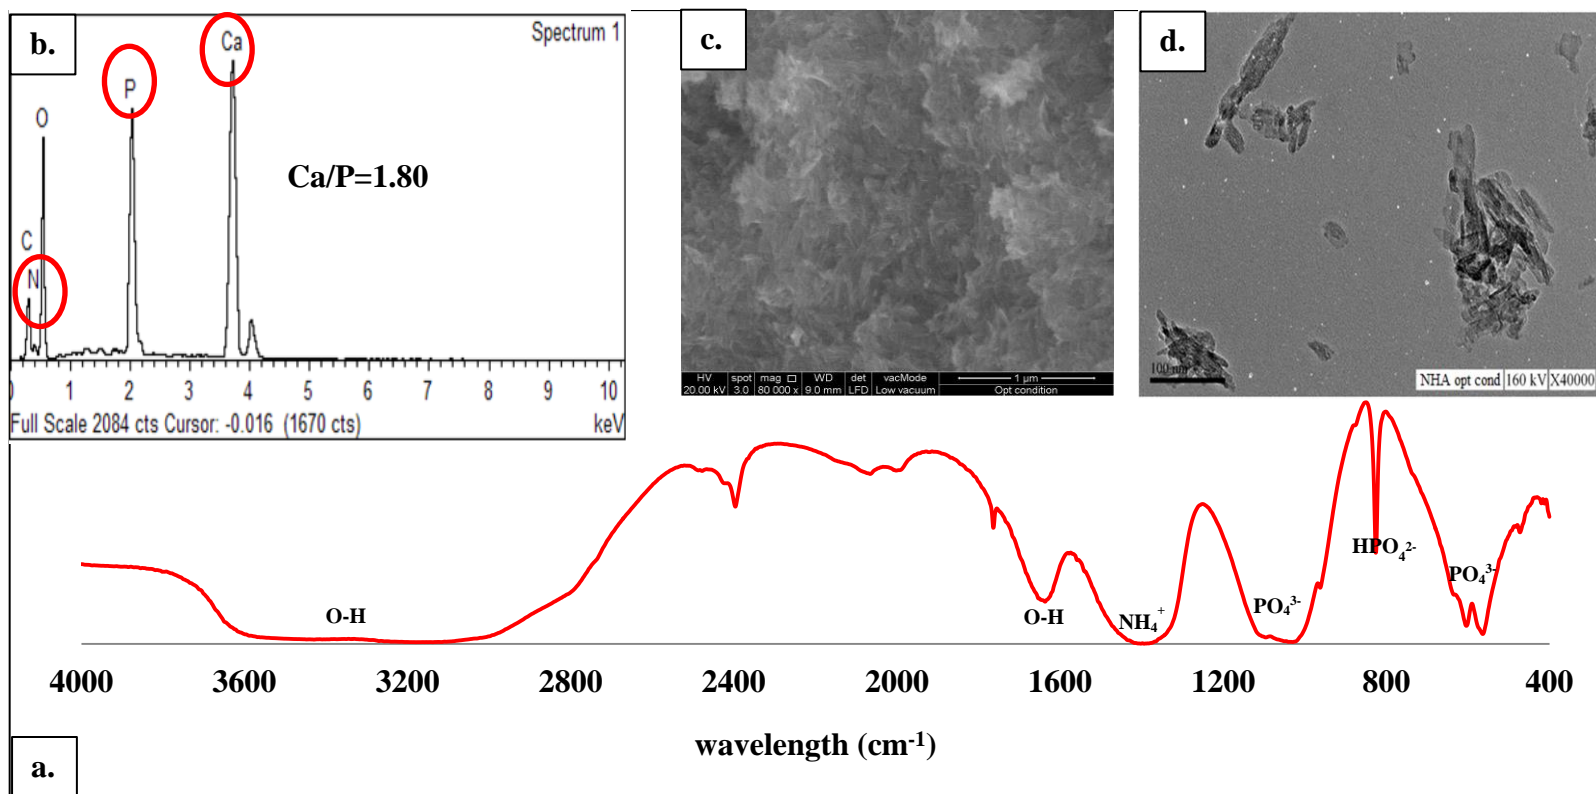 b.
Spectrum 1
Ca
P
O
C
N
Ca/P=1.80
0 1 2 3 4 5 6 7 8 9 10
Full Scale 2084 cts Cursor: -0.016 (1670 cts) keV
c.
HV spot mag □ WD det vacMode 1 µm
20.00 kV 3.0 80 000 x 9.0 mm LFD Low vacuum Opt condition
d.
100 nm
NHA opt cond 160 kV X40000
O-H
O-H
NH₄⁺
PO₄³⁻
HPO₄²⁻
PO₄³⁻
4000 3600 3200 2800 2400 2000 1600 1200 800 400
wavelength (cm⁻¹)
a.